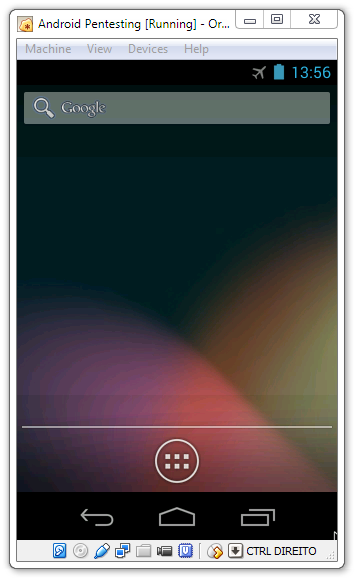 Android Pentesting [Running] - Or...
Machine View Devices Help
13:56
Google
CTRL DIREITO